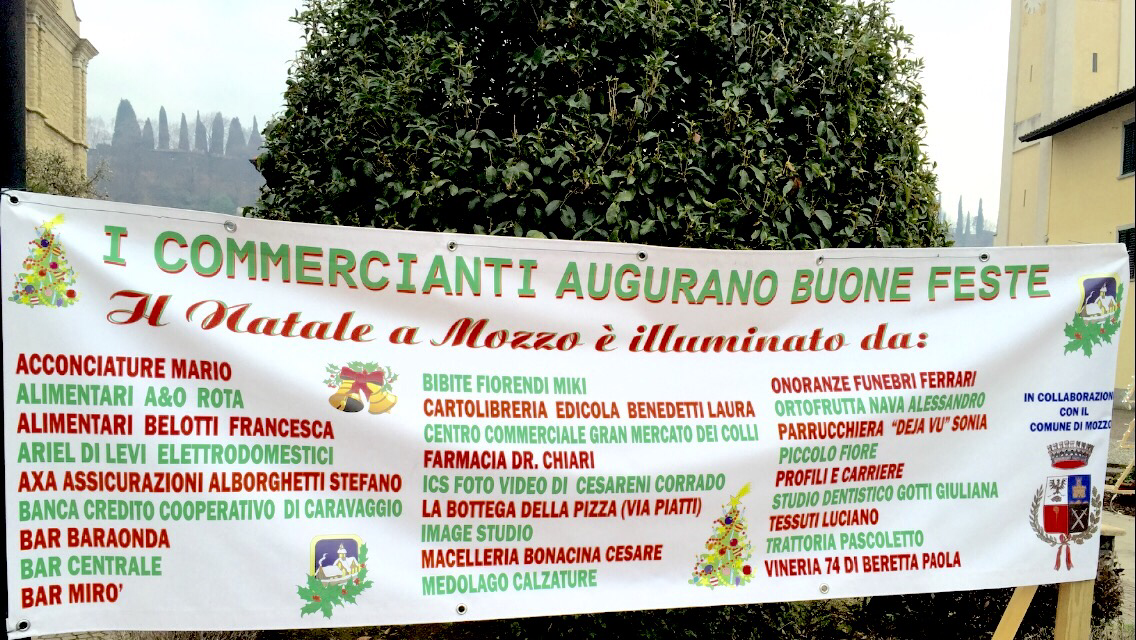 I COMMERCIANTI AUGURANO BUONE FESTE
Il Natale a Mozzo è illuminato da:
ACCONCIATURE MARIO
ALIMENTARI A&O ROTA
ALIMENTARI BELOTTI FRANCESCA
ARIEL DI LEVI ELETTRODOMESTICI
AXA ASSICURAZIONI ALBORGHETTI STEFANO
BANCA CREDITO COOPERATIVO DI CARAVAGGIO
BAR BARAONDA
BAR CENTRALE
BAR MIRO'
BIBITE FIORENDI MIKI
CARTOLIBRERIA EDICOLA BENEDETTI LAURA
CENTRO COMMERCIALE GRAN MERCATO DEI COLLI
FARMACIA DR. CHIARI
ICS FOTO VIDEO DI CESARENI CORRADO
LA BOTTEGA DELLA PIZZA (VIA PIATTI)
IMAGE STUDIO
MACELLERIA BONACINA CESARE
MEDOLAGO CALZATURE
ONORANZE FUNEBRI FERRARI
ORTOFRUTTA NAVA ALESSANDRO
PARRUCCHIERA "DEJA VU" SONIA
PICCOLO FIORE
PROFILI E CARRIERE
STUDIO DENTISTICO GOTTI GIULIANA
TESSUTI LUCIANO
TRATTORIA PASCOLETTO
VINERIA 74 DI BERETTA PAOLA
IN COLLABORAZION
CON IL
COMUNE DI MOZZO